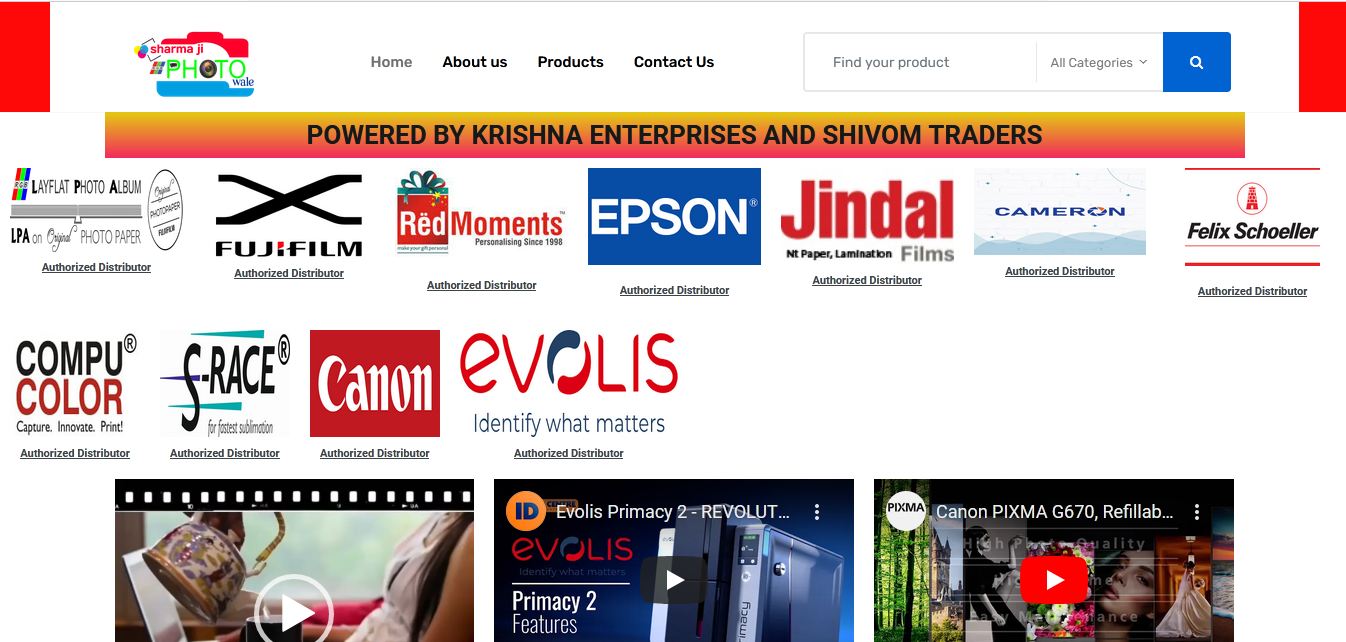 sharma ji
PHOTO
wale
Home
About us
Products
Contact Us
Find your product
All Categories
POWERED BY KRISHNA ENTERPRISES AND SHIVOM TRADERS
RGB LAYFLAT PHOTO ALBUM
LPA on Original PHOTO PAPER
Original
PHOTOPAPER
FUJIFILM
Authorized Distributor
FUJIFILM
Authorized Distributor
RëdMoments™
Personalising Since 1998
make your gift personal
Authorized Distributor
EPSON®
Authorized Distributor
Jindal
Nt Paper, Lamination Films
Authorized Distributor
CAMERON
Authorized Distributor
Felix Schoeller
Authorized Distributor
COMPU®
COLOR
Capture. Innovate. Print!
Authorized Distributor
S-RACE®
for fastest sublimation
Authorized Distributor
Canon
Authorized Distributor
evolis
Identify what matters
Authorized Distributor
ID
Evolis Primacy 2 - REVOLUT...
evolis
Identify what matters
Primacy 2
Features
Primacy
PIXMA
Canon PIXMA G670, Refillab...
High Photo Quality